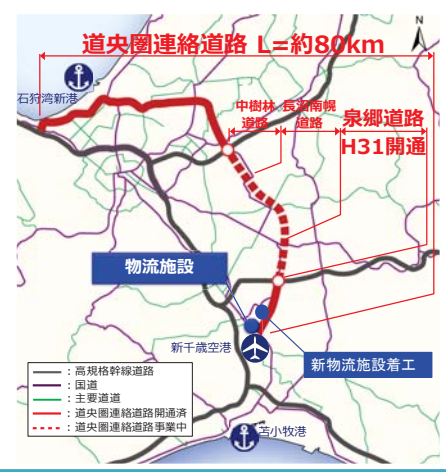 道央圏連絡道路 L=約80km
N
石狩湾新港
中樹林
道路
長沼南幌
道路
泉郷道路
H31開通
物流施設
新千歳空港
新物流施設着工
：高規格幹線道路
：国道
：主要道道
：道央圏連絡道路開通済
：道央圏連絡道路事業中
苫小牧港